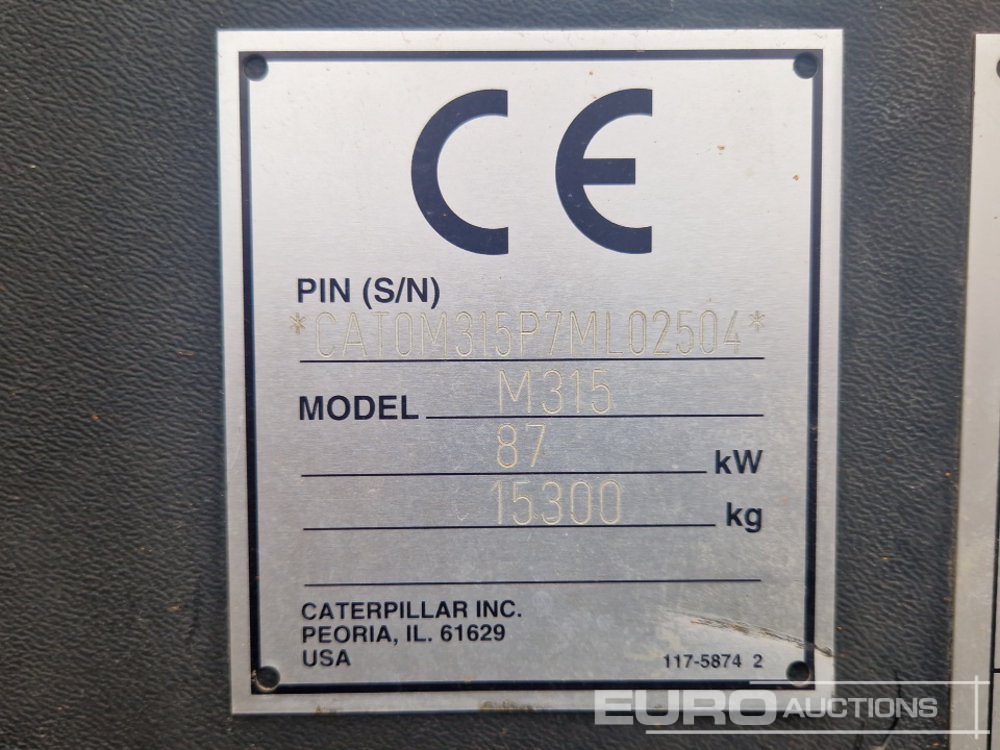 CE
PIN (S/N)
*CAT0M315P7ML02504*
MODEL M315
87 kW
15300 kg
CATERPILLAR INC.
PEORIA, IL. 61629
USA
117-5874 2
EURO AUCTIONS